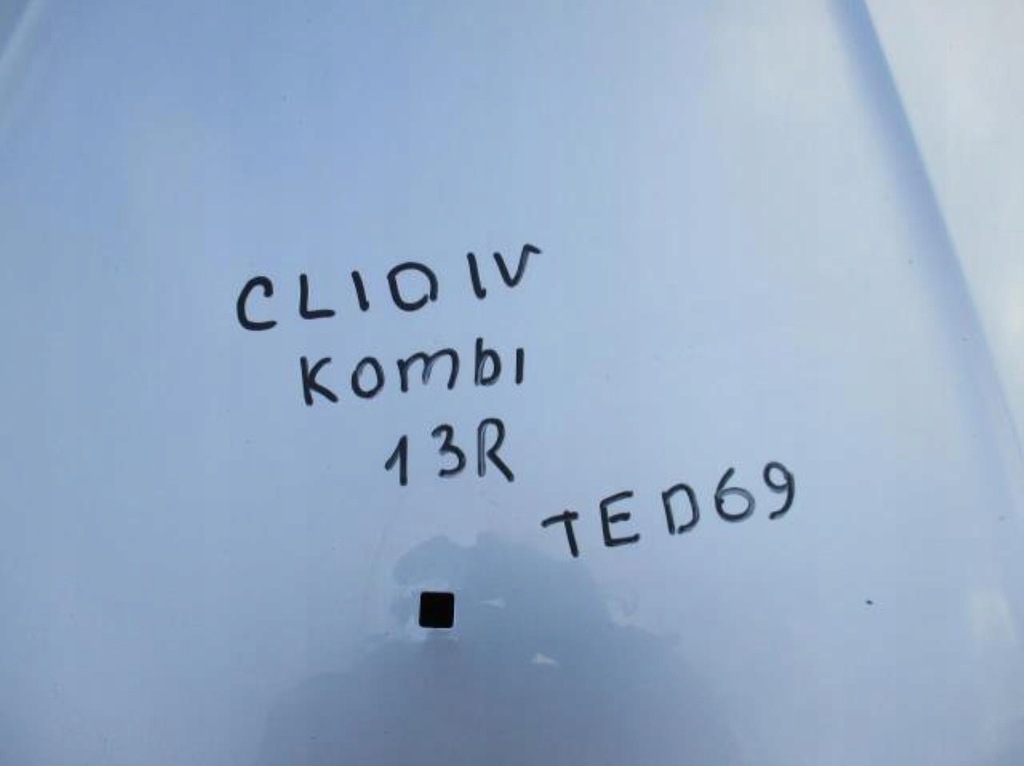 CLIO IV
KombI
13R
TED69